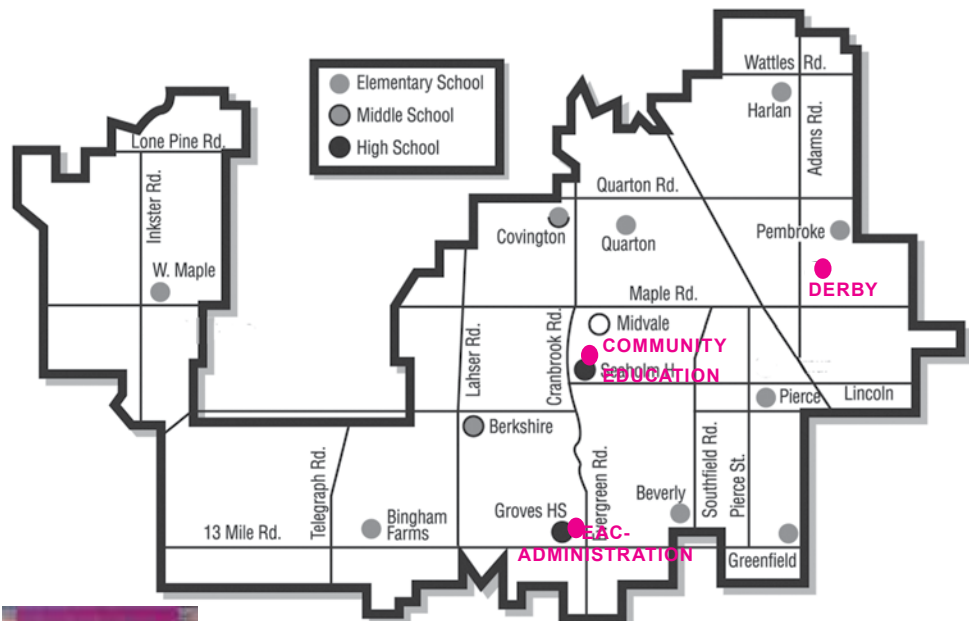 Wattles Rd.
Elementary School
Middle School
High School
Harlan
Adams Rd.
Lone Pine Rd.
Inkster Rd.
Quarton Rd.
Covington
Quarton
Pembroke
W. Maple
DERBY
Maple Rd.
Lahser Rd.
Cranbrook Rd.
Midvale
COMMUNITY
Seaholm H
EDUCATION
Pierce
Lincoln
Berkshire
Telegraph Rd.
Evergreen Rd.
Southfield Rd.
Pierce St.
Beverly
Groves HS
Bingham
Farms
13 Mile Rd.
EAC-
ADMINISTRATION
Greenfield